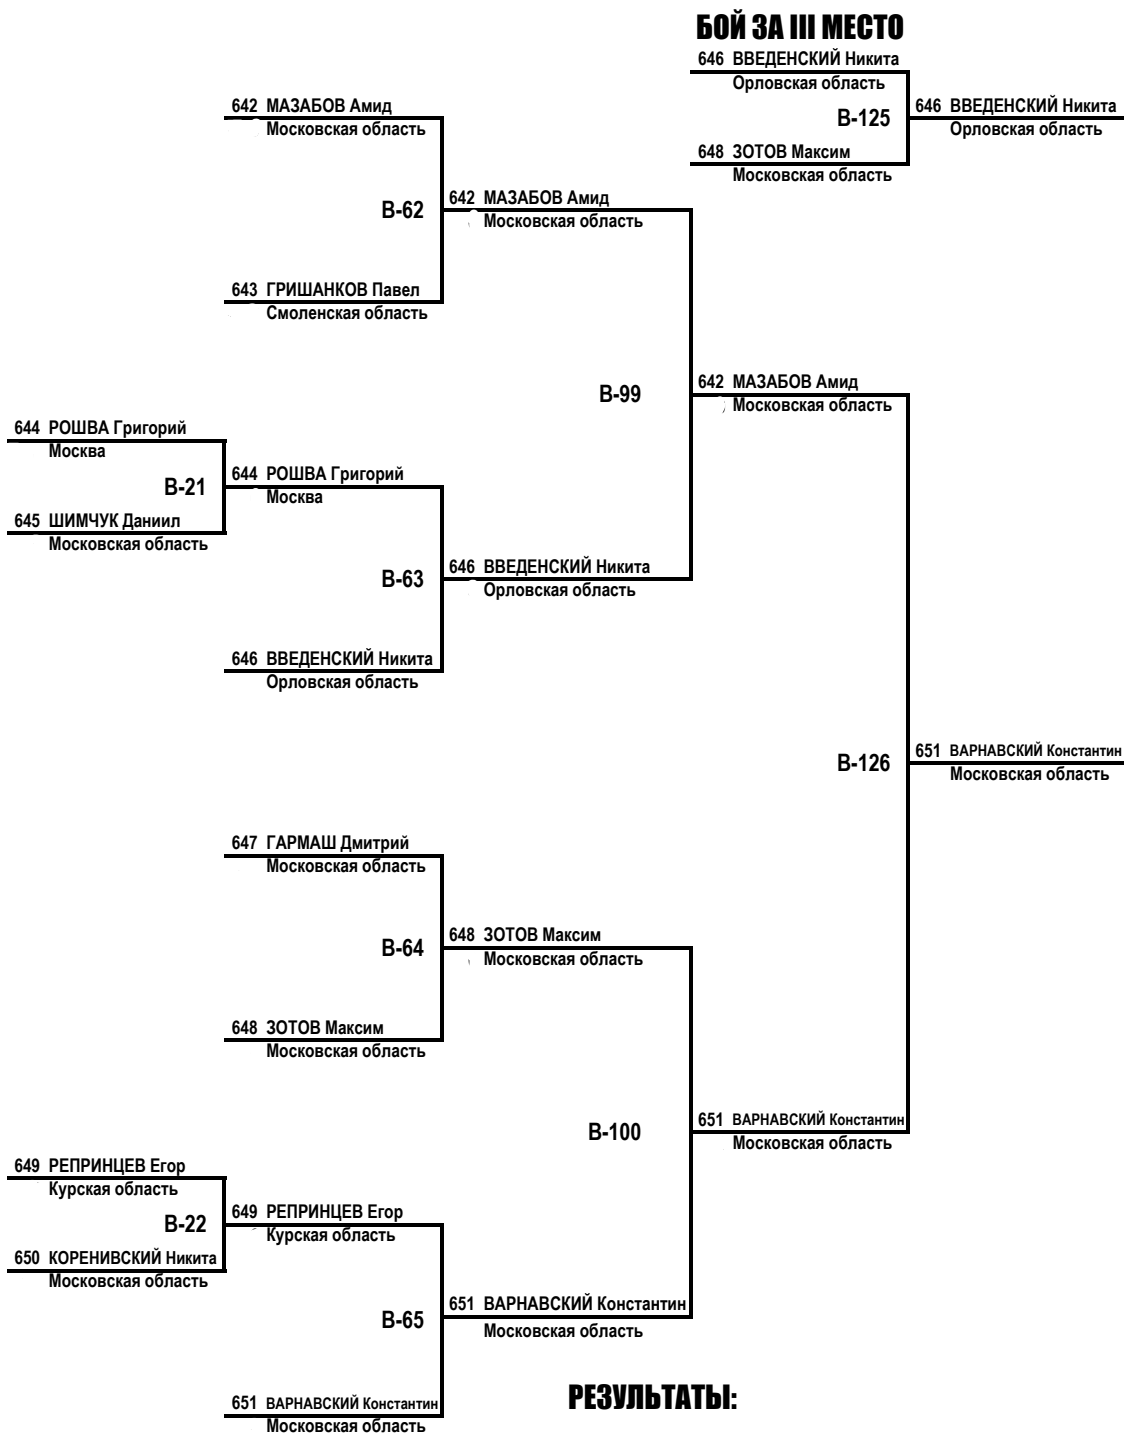 БОЙ ЗА III МЕСТО
646 ВВЕДЕНСКИЙ Никита
Орловская область
642 МАЗАБОВ Амид
Московская область
В-125
646 ВВЕДЕНСКИЙ Никита
Орловская область
648 ЗОТОВ Максим
Московская область
В-62
642 МАЗАБОВ Амид
Московская область
643 ГРИШАНКОВ Павел
Смоленская область
В-99
642 МАЗАБОВ Амид
Московская область
644 РОШВА Григорий
Москва
В-21
644 РОШВА Григорий
Москва
645 ШИМЧУК Даниил
Московская область
В-63
646 ВВЕДЕНСКИЙ Никита
Орловская область
646 ВВЕДЕНСКИЙ Никита
Орловская область
В-126
651 ВАРНАВСКИЙ Константин
Московская область
647 ГАРМАШ Дмитрий
Московская область
В-64
648 ЗОТОВ Максим
Московская область
648 ЗОТОВ Максим
Московская область
В-100
651 ВАРНАВСКИЙ Константин
Московская область
649 РЕПРИНЦЕВ Егор
Курская область
В-22
649 РЕПРИНЦЕВ Егор
Курская область
650 КОРЕНИВСКИЙ Никита
Московская область
В-65
651 ВАРНАВСКИЙ Константин
Московская область
651 ВАРНАВСКИЙ Константин
Московская область
РЕЗУЛЬТАТЫ: